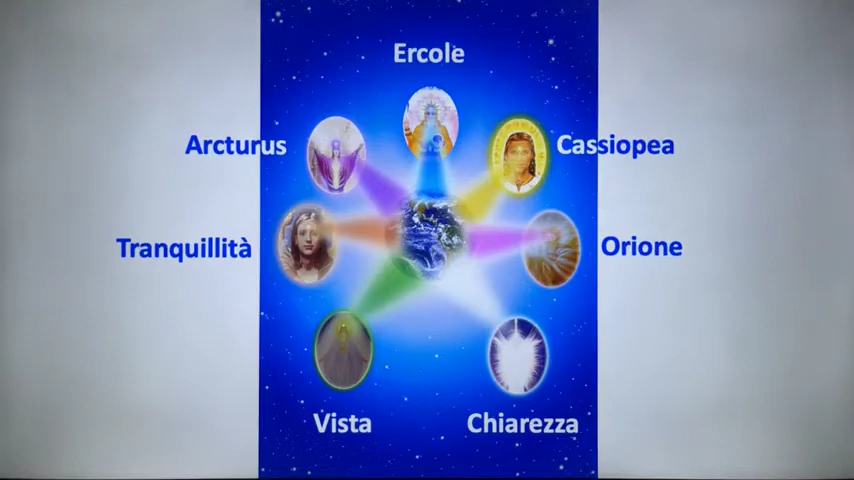 Ercole
Arcturus
Cassiopea
Tranquillità
Orione
Vista
Chiarezza